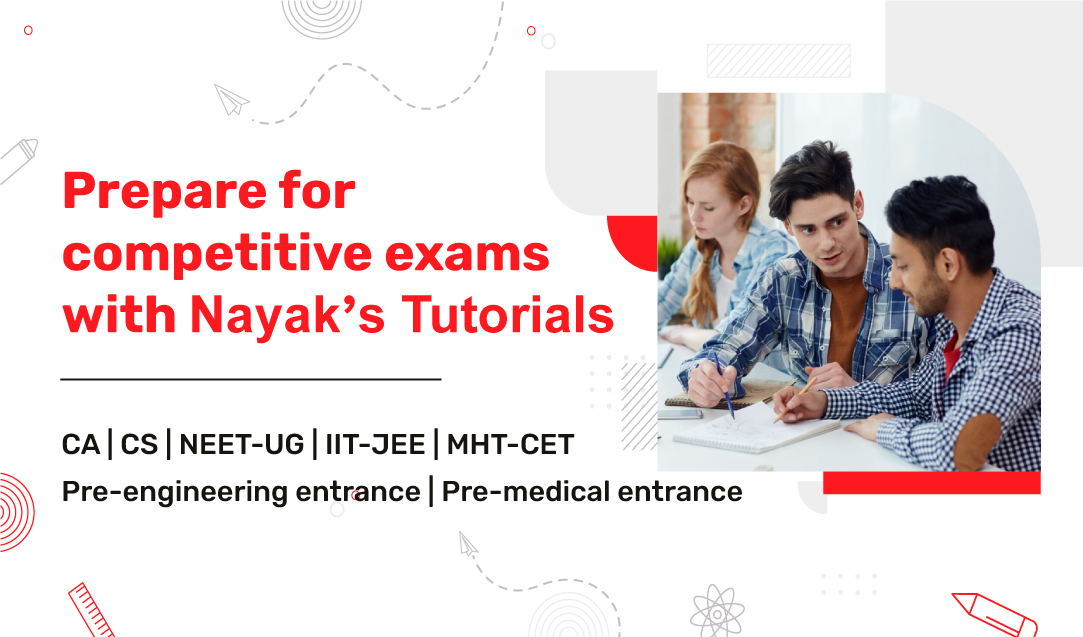 Prepare for
competitive exams
with Nayak’s Tutorials
CA | CS | NEET-UG | IIT-JEE | MHT-CET
Pre-engineering entrance | Pre-medical entrance